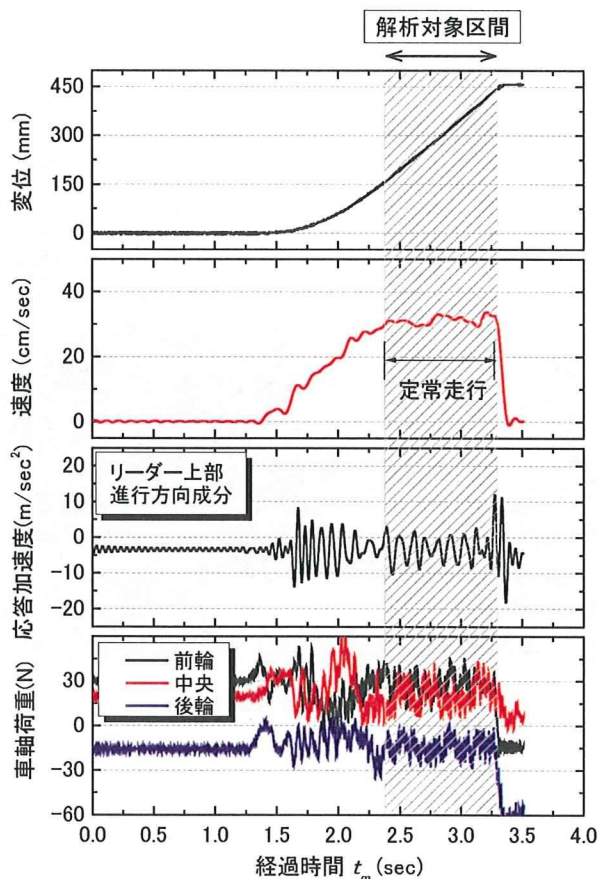 解析対象区間
変位 (mm)
450
300
150
0
速度 (cm/sec)
40
20
0
定常走行
応答加速度(m/sec²)
20
10
0
-10
-20
リーダー上部
進行方向成分
車軸荷重(N)
30
0
-30
-60
前輪
中央
後輪
0.0 0.5 1.0 1.5 2.0 2.5 3.0 3.5 4.0
経過時間 tₘ (sec)